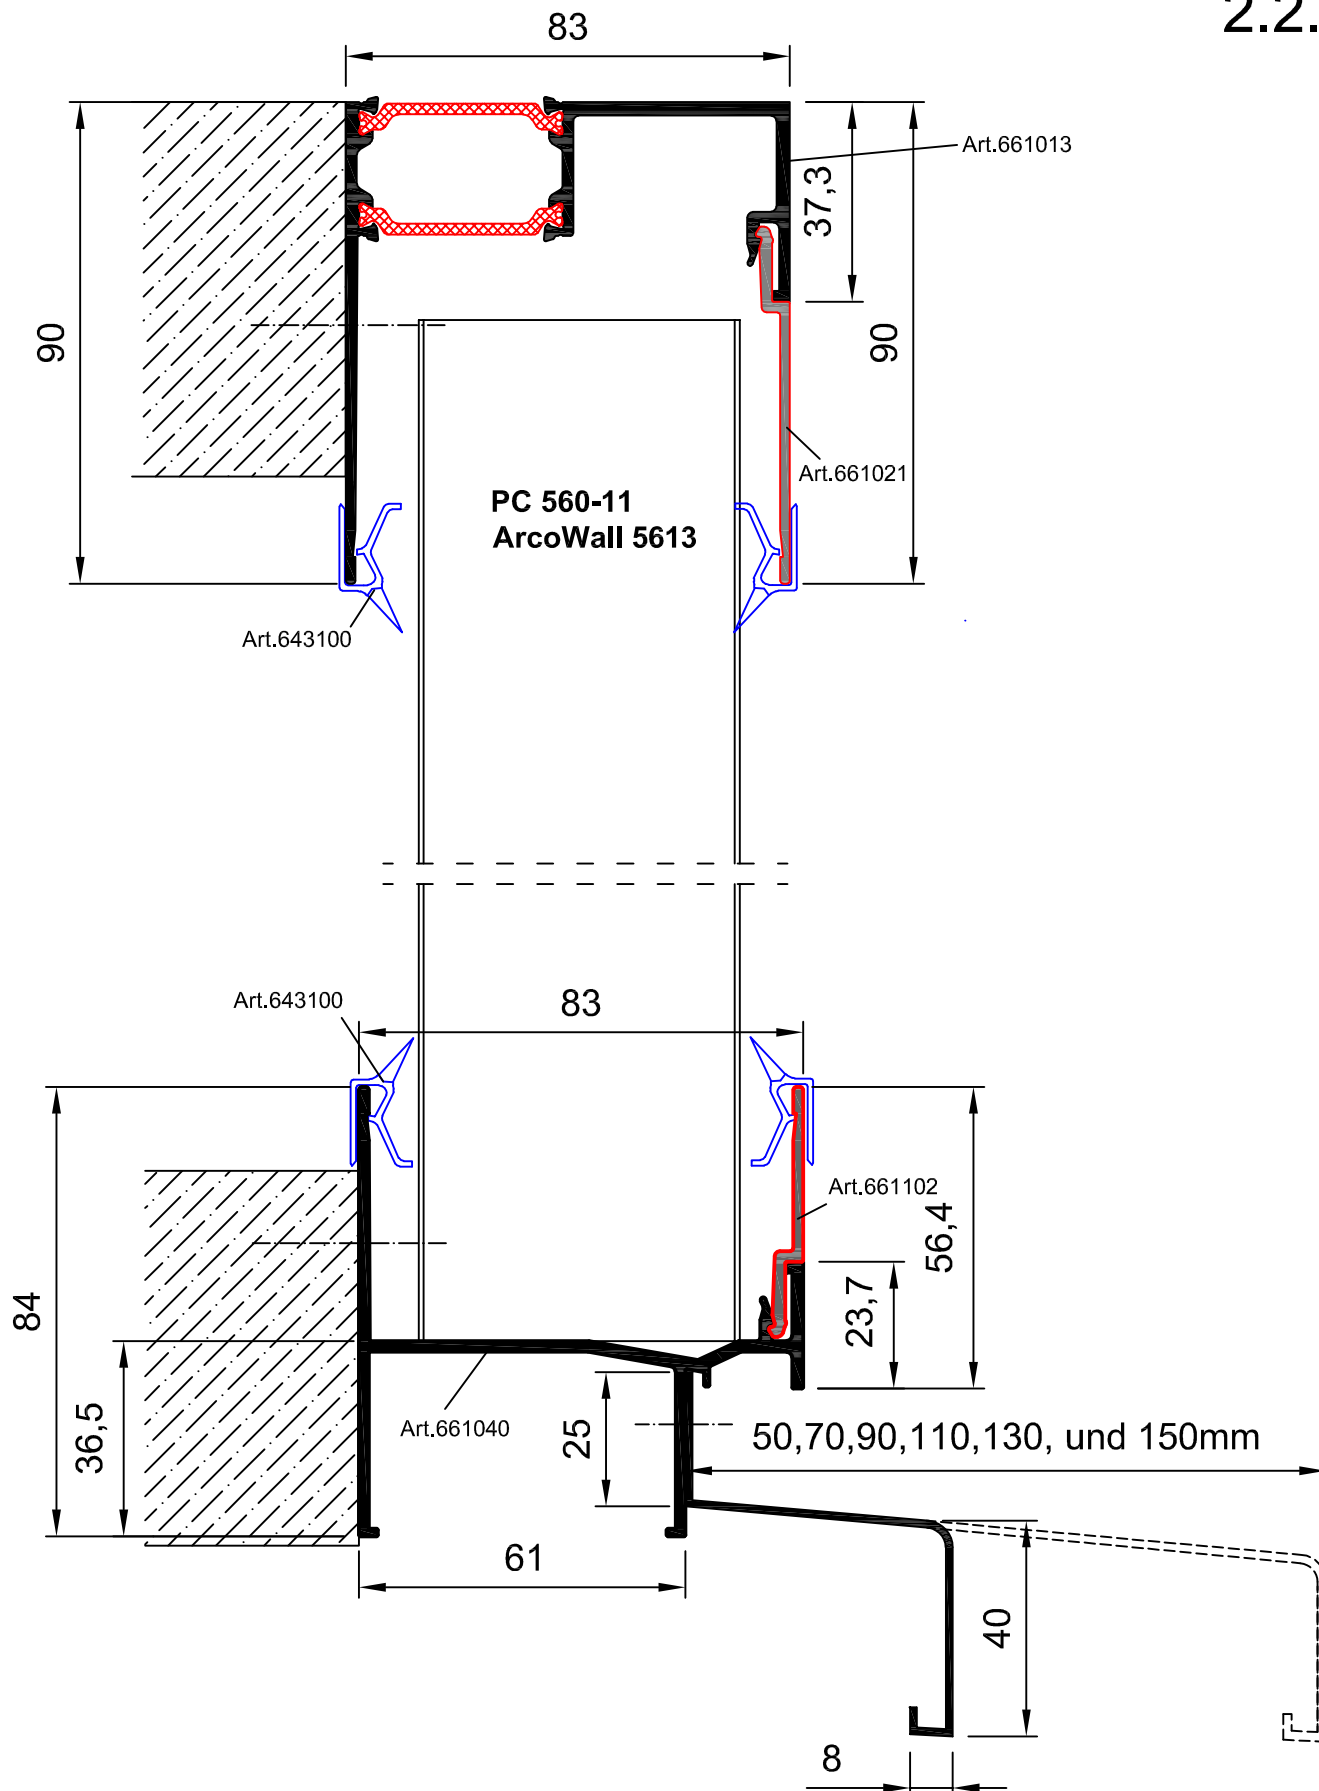 2.2.
83
Art.661013
37,3
90
90
Art.661021
PC 560-11
ArcoWall 5613
Art.643100
Art.643100
83
Art.661102
56,4
23,7
84
36,5
Art.661040
25
50,70,90,110,130, und 150mm
61
40
8